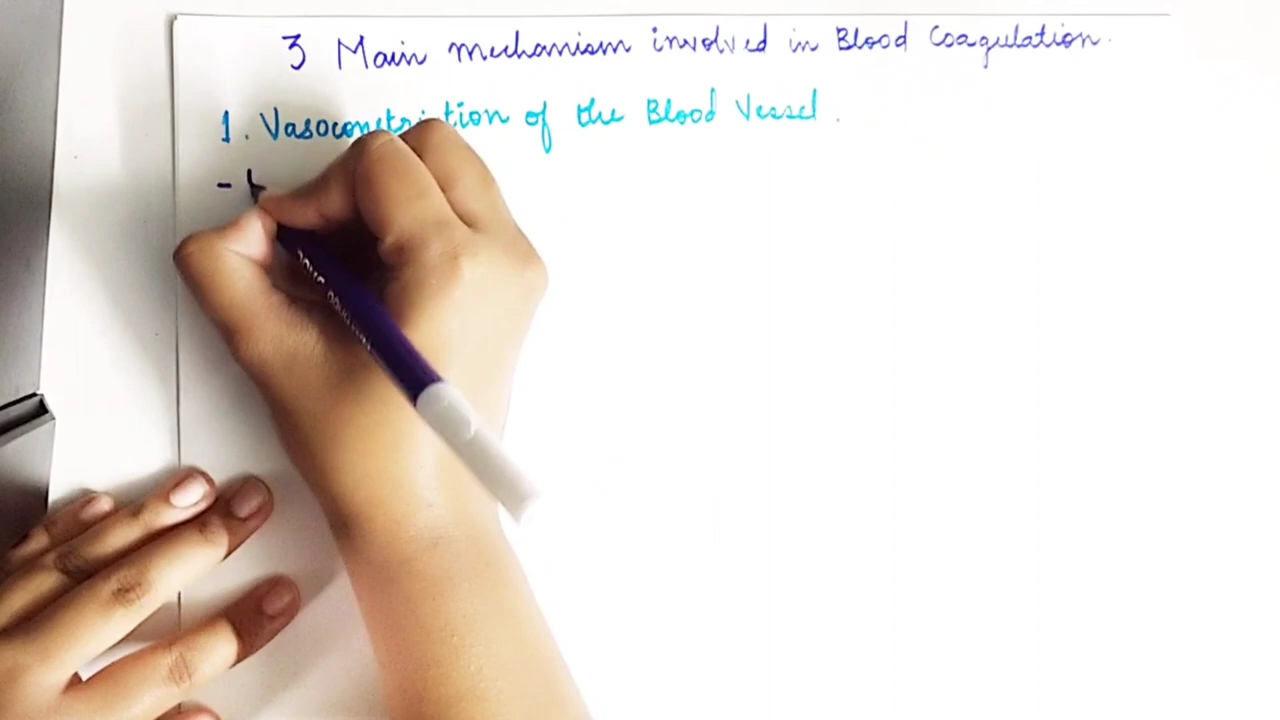 3 Main mechanism involved in Blood Coagulation.
1. Vasoconstriction of the Blood Vessel.
-